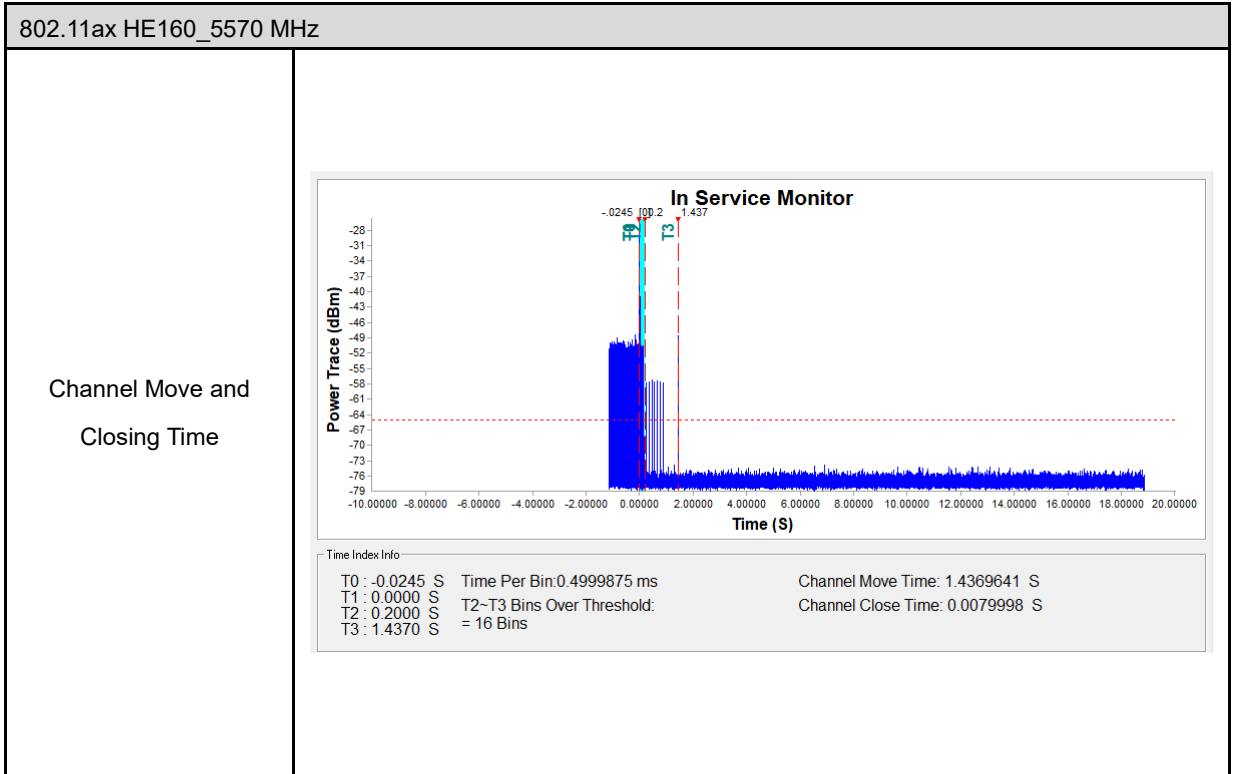 802.11ax HE160_5570 MHz
Channel Move and
Closing Time
In Service Monitor
-.0245
0.2
1.437
T2
T3
Power Trace (dBm)
-28
-31
-34
-37
-40
-43
-46
-49
-52
-55
-58
-61
-64
-67
-70
-73
-76
-79
-10.00000 -8.00000 -6.00000 -4.00000 -2.00000 0.00000 2.00000 4.00000 6.00000 8.00000 10.00000 12.00000 14.00000 16.00000 18.00000 20.00000
Time (S)
Time Index Info
T0 : -0.0245 S
T1 : 0.0000 S
T2 : 0.2000 S
T3 : 1.4370 S
Time Per Bin:0.4999875 ms
T2~T3 Bins Over Threshold:
= 16 Bins
Channel Move Time: 1.4369641 S
Channel Close Time: 0.0079998 S